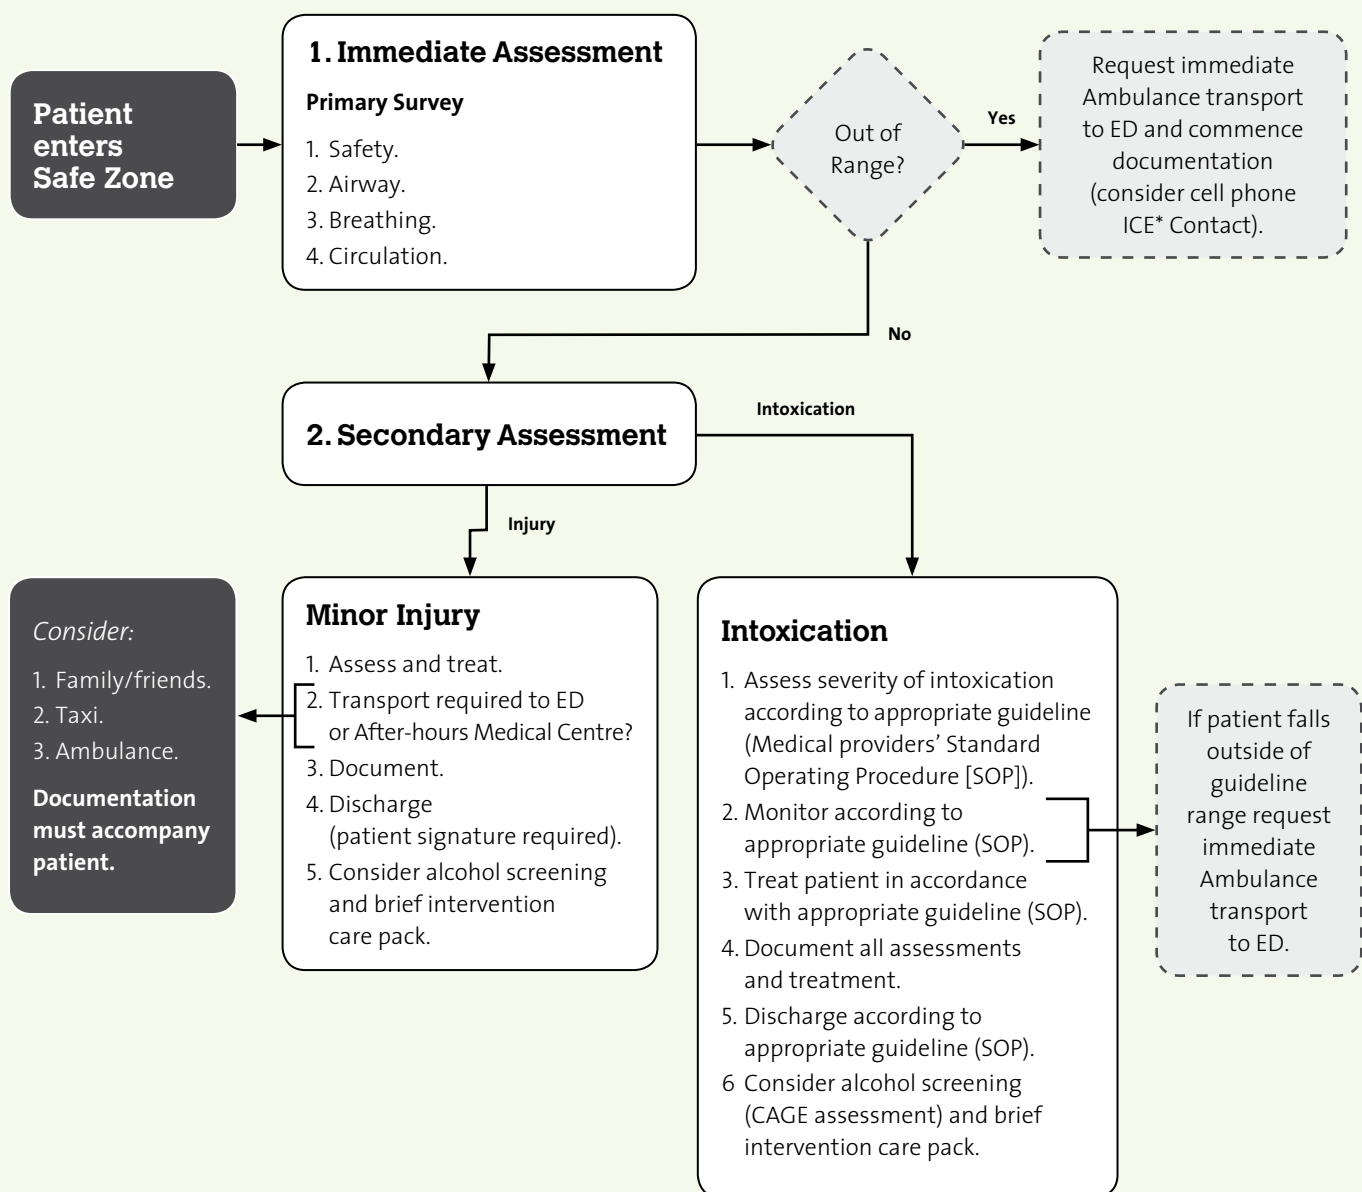 Patient
enters
Safe Zone
1. Immediate Assessment
Primary Survey
1. Safety.
2. Airway.
3. Breathing.
4. Circulation.
Out of
Range?
Yes
Request immediate
Ambulance transport
to ED and commence
documentation
(consider cell phone
ICE* Contact).
No
2. Secondary Assessment
Intoxication
Injury
Consider:
1. Family/friends.
2. Taxi.
3. Ambulance.
Documentation
must accompany
patient.
Minor Injury
1. Assess and treat.
2. Transport required to ED
or After-hours Medical Centre?
3. Document.
4. Discharge
(patient signature required).
5. Consider alcohol screening
and brief intervention
care pack.
Intoxication
1. Assess severity of intoxication
according to appropriate guideline
(Medical providers’ Standard
Operating Procedure [SOP]).
2. Monitor according to
appropriate guideline (SOP).
3. Treat patient in accordance
with appropriate guideline (SOP).
4. Document all assessments
and treatment.
5. Discharge according to
appropriate guideline (SOP).
6 Consider alcohol screening
(CAGE assessment) and brief
intervention care pack.
If patient falls
outside of
guideline
range request
immediate
Ambulance
transport
to ED.